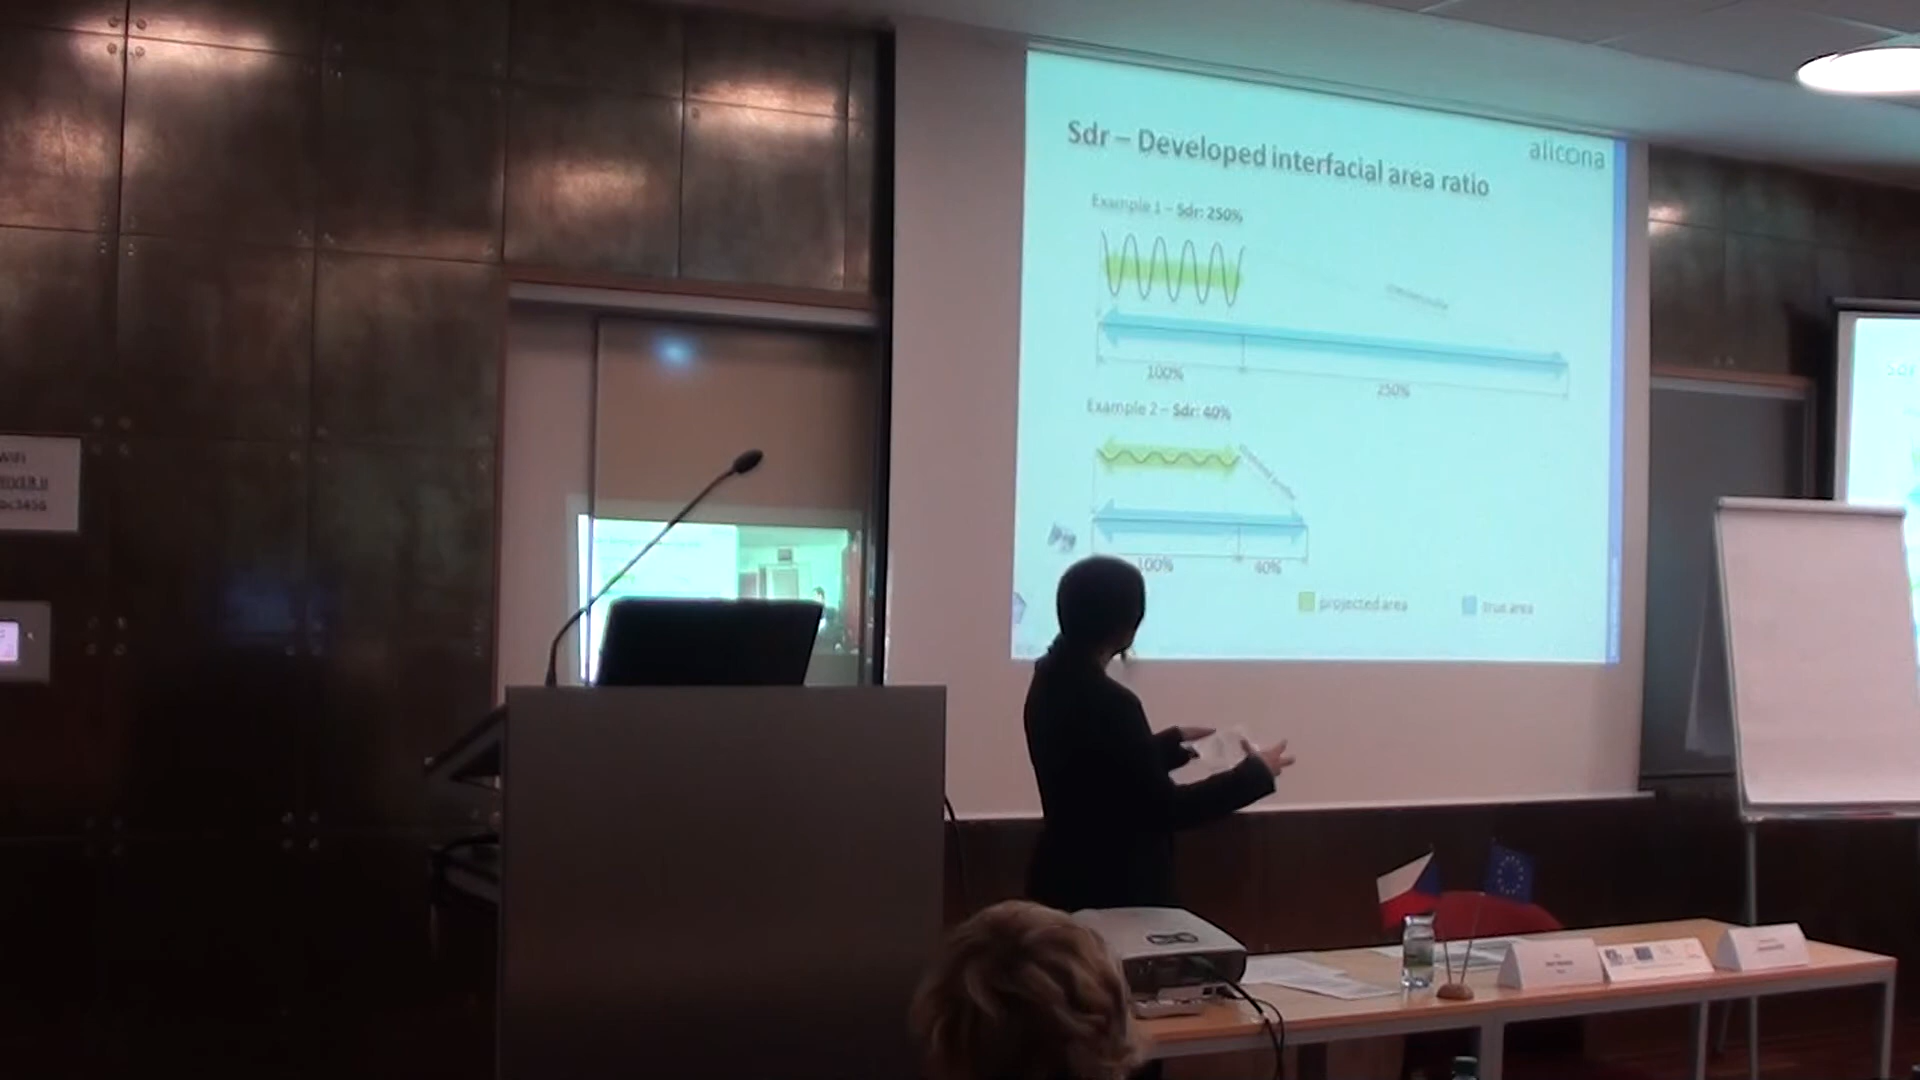 Sdr – Developed interfacial area ratio
alicona
Example 1 – Sdr: 250%
100%
250%
Example 2 – Sdr: 40%
100%
40%
projected area
true area
WiFi